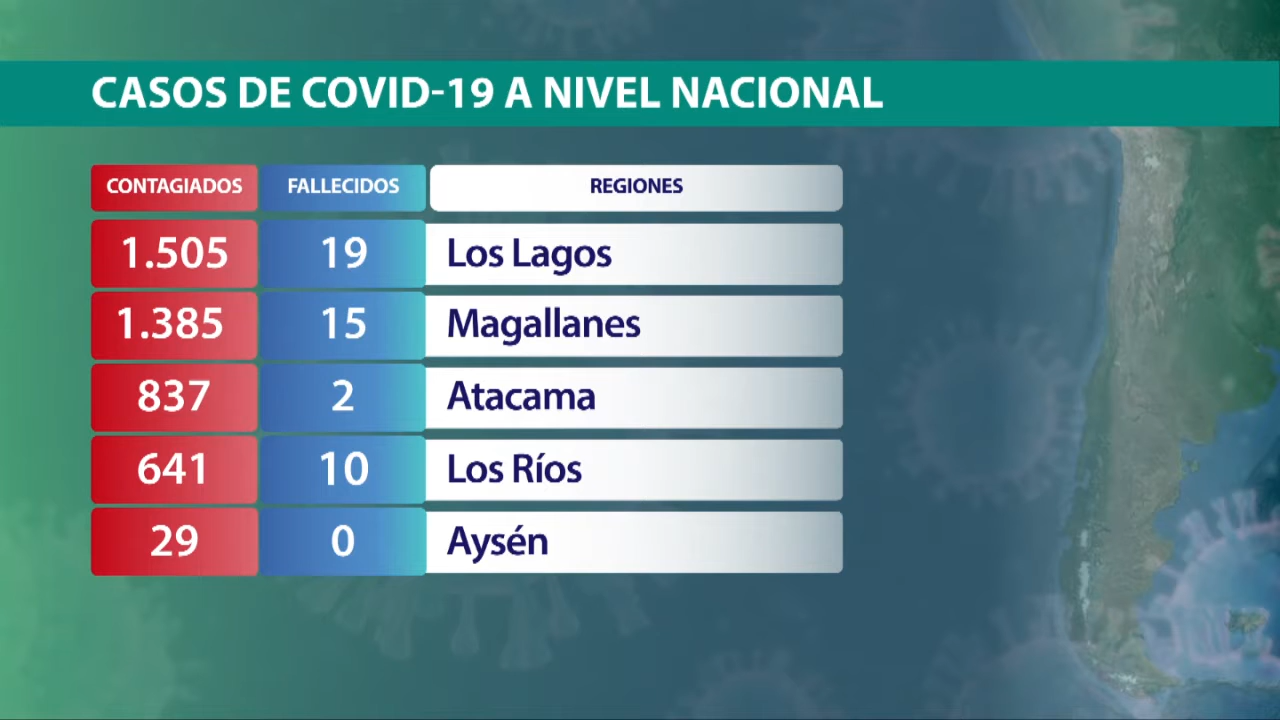 CASOS DE COVID-19 A NIVEL NACIONAL
CONTAGIADOS FALLECIDOS REGIONES
1.505 19 Los Lagos
1.385 15 Magallanes
837 2 Atacama
641 10 Los Ríos
29 0 Aysén